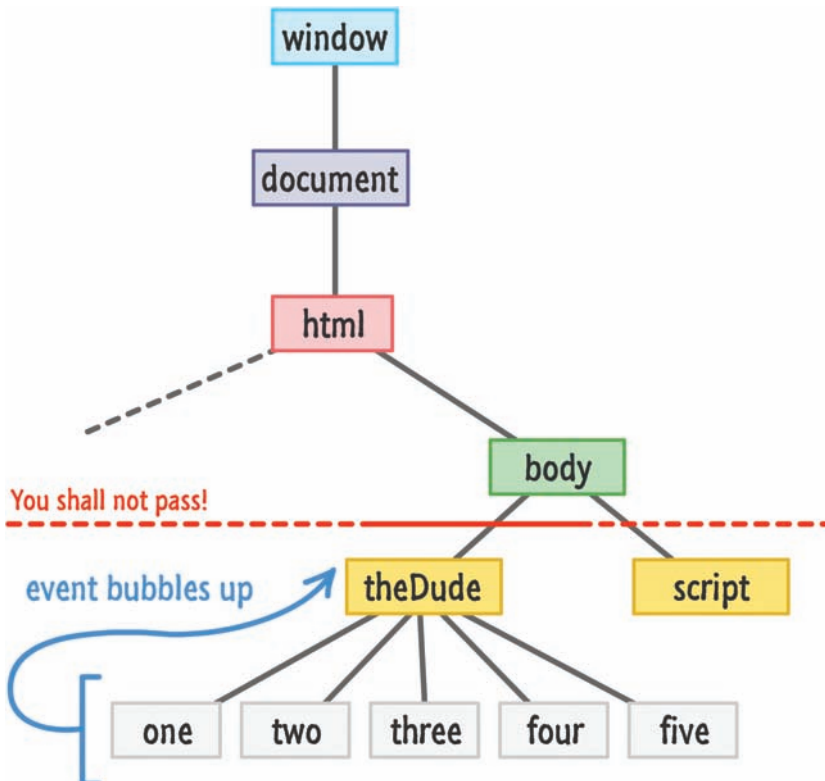 window
document
html
body
You shall not pass!
event bubbles up
theDude
script
one two three four five